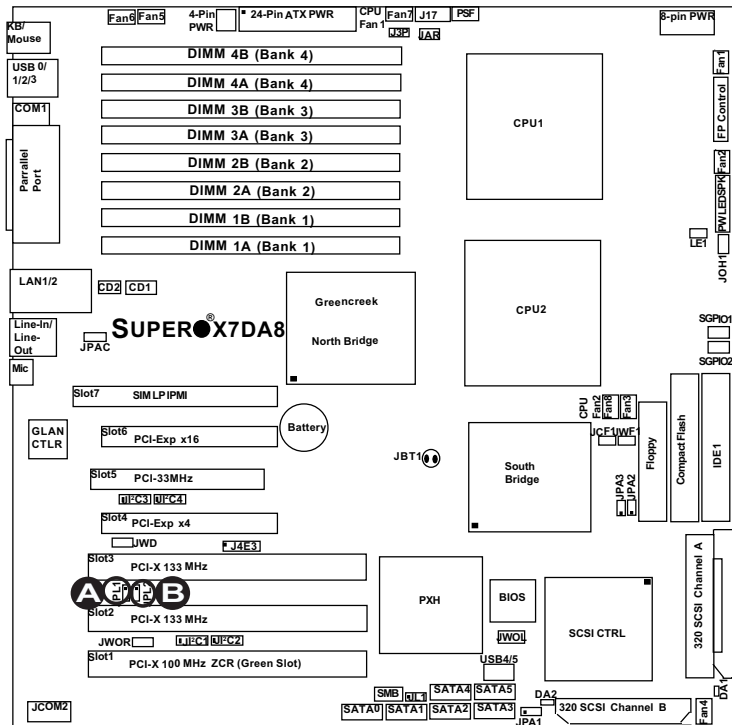 Fan6 Fan5
4-Pin
PWR
24-Pin ATX PWR
CPU
Fan 1
Fan7
J17
PSF
J3P
JAR
8-pin PWR
KB/
Mouse
USB 0/
1/2/3
COM1
Parrallel
Port
DIMM 4B (Bank 4)
DIMM 4A (Bank 4)
DIMM 3B (Bank 3)
DIMM 3A (Bank 3)
DIMM 2B (Bank 2)
DIMM 2A (Bank 2)
DIMM 1B (Bank 1)
DIMM 1A (Bank 1)
CPU1
Fan1
FP Control
Fan2
PWLEDSPK
LE1
JOH1
LAN1/2
CD2
CD1
SUPER●®X7DA8
Greencreek
North Bridge
CPU2
Line-In/
Line-
Out
JPAC
Mic
SGPIO1
SGPIO2
Slot7
SIMLP IPMI
GLAN
CTLR
Slot6
PCI-Exp x16
Battery
CPU
Fan2
Fan8
Fan3
JCF1
JWF1
Floppy
Compact Flash
IDE1
JBT1
South
Bridge
JPA3
JPA2
Slot5
PCI-33MHz
JI²C3
JI²C4
Slot4
PCI-Exp x4
JWD
J4E3
Slot3
PCI-X 133 MHz
A
PL1
PL2
B
Slot2
PCI-X 133 MHz
PXH
BIOS
SCSI CTRL
320 SCSI Channel A
JWOR
JI²C1
JI²C2
JWOL
Slot1
PCI-X 100 MHz ZCR (Green Slot)
USB4/5
JCOM2
SMB
JL1
SATA4
SATA5
SATA0
SATA1
SATA2
SATA3
DA2
JPA1
320 SCSI Channel B
DA1
Fan4